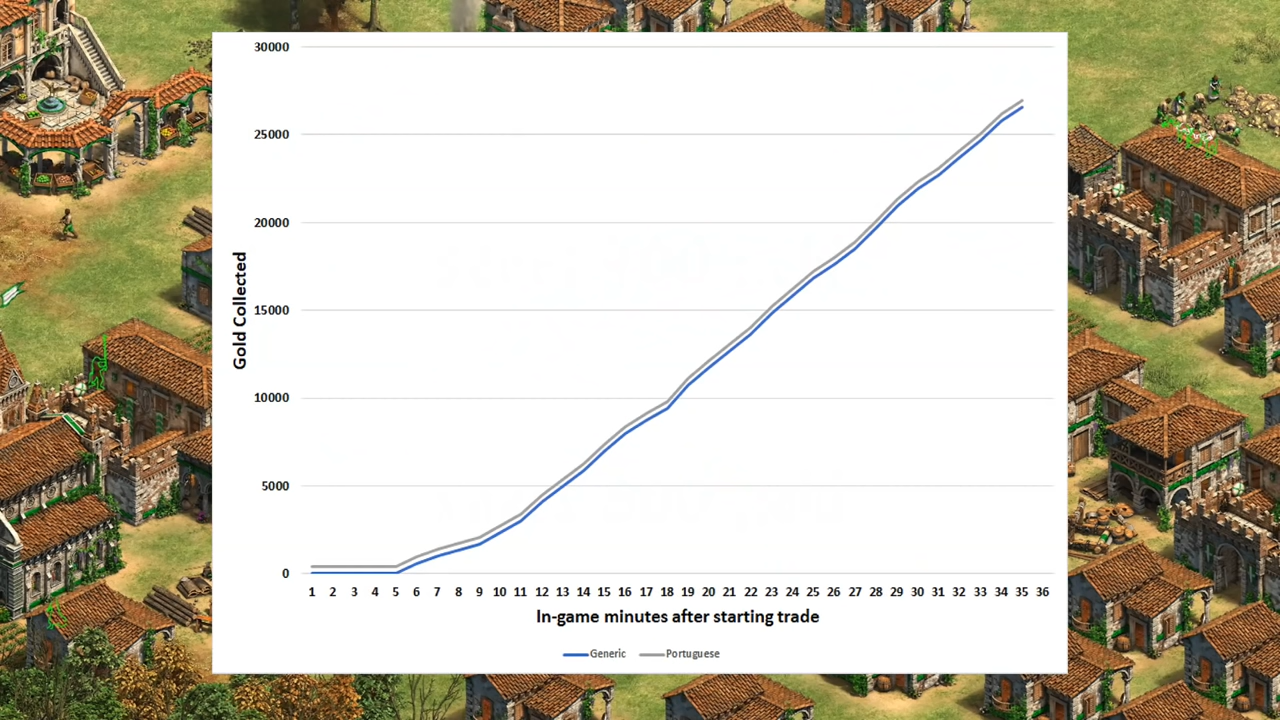 30000
25000
20000
15000
10000
5000
0
Gold Collected
1 2 3 4 5 6 7 8 9 10 11 12 13 14 15 16 17 18 19 20 21 22 23 24 25 26 27 28 29 30 31 32 33 34 35 36
In-game minutes after starting trade
Generic Portuguese